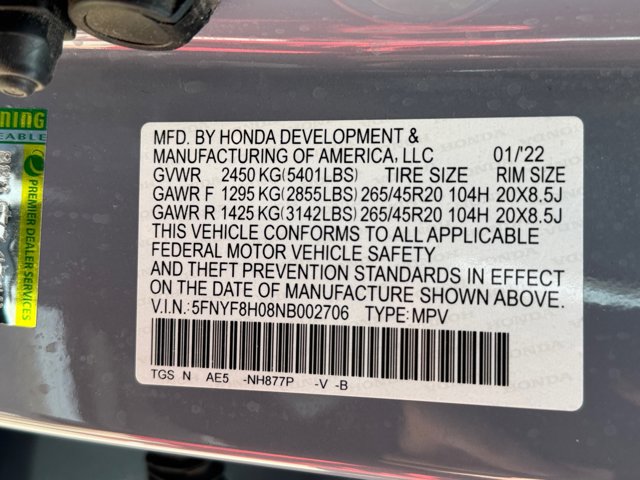 NING
EABLE
PREMIER DEALER SERVICES
MFD. BY HONDA DEVELOPMENT &
MANUFACTURING OF AMERICA, LLC 01/'22
GVWR 2450 KG(5401LBS) TIRE SIZE RIM SIZE
GAWR F 1295 KG(2855LBS) 265/45R20 104H 20X8.5J
GAWR R 1425 KG(3142LBS) 265/45R20 104H 20X8.5J
THIS VEHICLE CONFORMS TO ALL APPLICABLE
FEDERAL MOTOR VEHICLE SAFETY
AND THEFT PREVENTION STANDARDS IN EFFECT
ON THE DATE OF MANUFACTURE SHOWN ABOVE.
V.I.N.:5FNYF8H08NB002706 TYPE:MPV
TGS N AE5 -NH877P -V -B